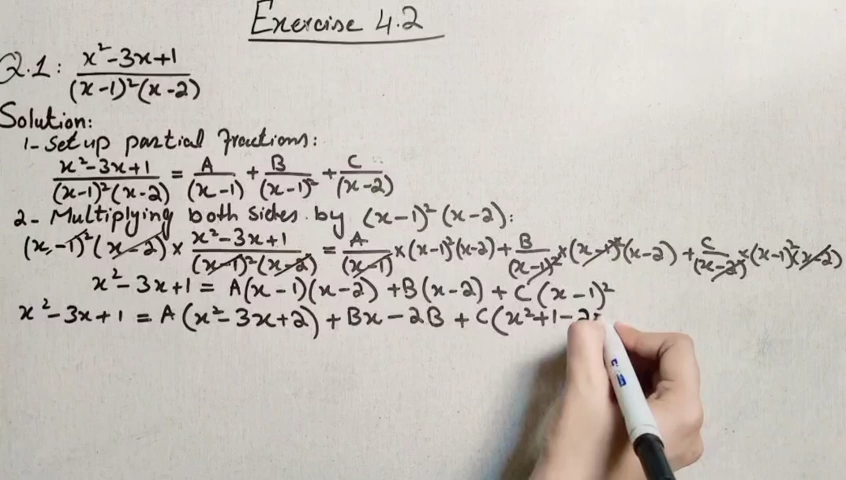 Exercise 4.2
Q.1: x²-3x+1/(x-1)²(x-2)
Solution:
1- Set up partial fractions:
x²-3x+1/(x-1)²(x-2) = A/(x-1) + B/(x-1)² + C/(x-2)
2- Multiplying both sides by (x-1)²(x-2):
(x-1)²(x-2) × x²-3x+1/(x-1)²(x-2) = A/(x-1) ×(x-1)²(x-2) + B/(x-1)² ×(x-1)²(x-2) + C/(x-2) ×(x-1)²(x-2)
x²-3x+1 = A(x-1)(x-2) + B(x-2) + C(x-1)²
x²-3x+1 = A(x²-3x+2) + Bx-2B + C(x²+1-2